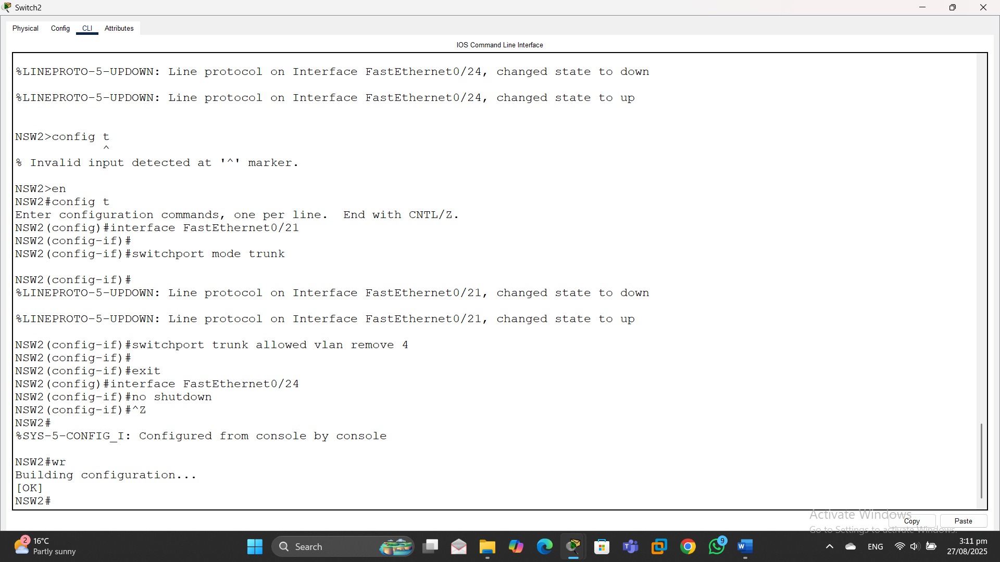 Switch2
Physical Config CLI Attributes
IOS Command Line Interface
%LINEPROTO-5-UPDOWN: Line protocol on Interface FastEthernet0/24, changed state to down
%LINEPROTO-5-UPDOWN: Line protocol on Interface FastEthernet0/24, changed state to up
NSW2>config t
^
% Invalid input detected at '^' marker.
NSW2>en
NSW2#config t
Enter configuration commands, one per line.  End with CNTL/Z.
NSW2(config)#interface FastEthernet0/21
NSW2(config-if)#
NSW2(config-if)#switchport mode trunk
NSW2(config-if)#
%LINEPROTO-5-UPDOWN: Line protocol on Interface FastEthernet0/21, changed state to down
%LINEPROTO-5-UPDOWN: Line protocol on Interface FastEthernet0/21, changed state to up
NSW2(config-if)#switchport trunk allowed vlan remove 4
NSW2(config-if)#
NSW2(config-if)#exit
NSW2(config)#interface FastEthernet0/24
NSW2(config-if)#no shutdown
NSW2(config-if)#^Z
NSW2#
%SYS-5-CONFIG_I: Configured from console by console
NSW2#wr
Building configuration...
[OK]
NSW2#
Activate Windows
Go to Settings to activate Windows.
Copy Paste
2
16°C
Partly sunny
Search
9
ENG
3:11 pm
27/08/2025